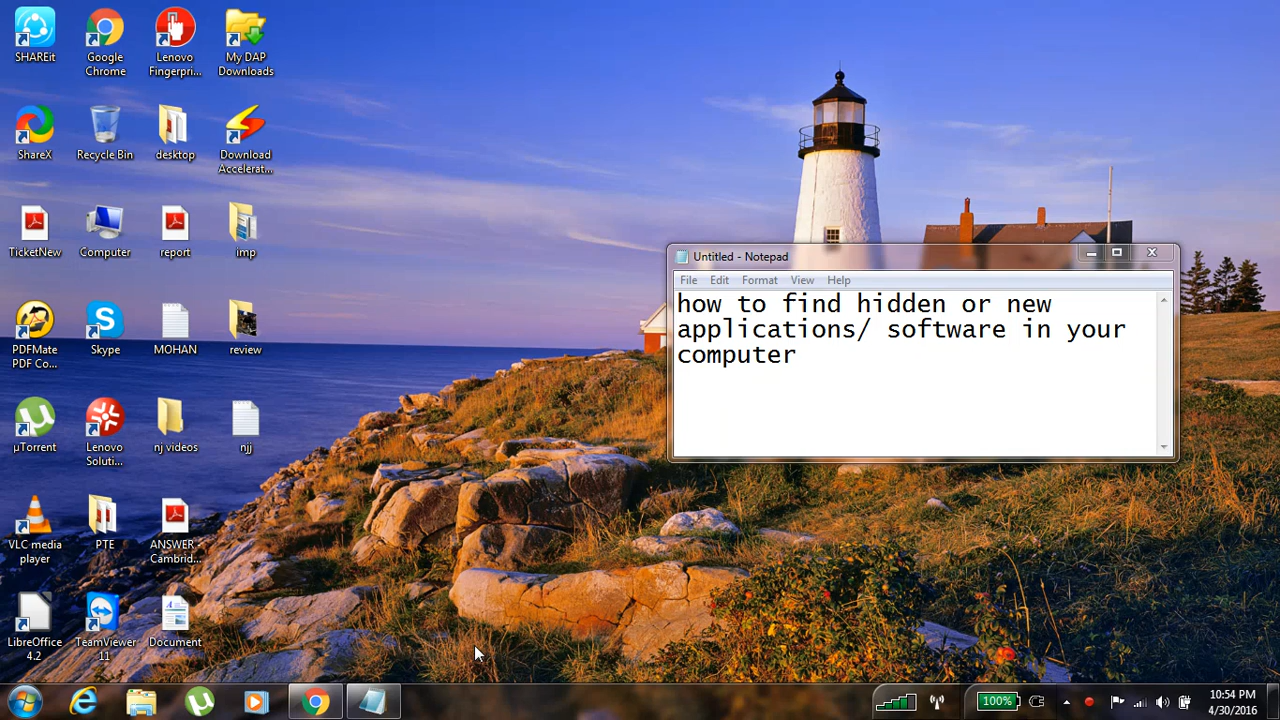 SHAREit
Google Chrome
Lenovo Fingerpri...
My DAP Downloads
ShareX
Recycle Bin
desktop
Download Accelerat...
TicketNew
Computer
report
imp
PDFMate PDF Co...
Skype
MOHAN
review
µTorrent
Lenovo Soluti...
nj videos
njj
VLC media player
PTE
ANSWER - Cambrid...
LibreOffice 4.2
TeamViewer 11
Document
Untitled - Notepad
File Edit Format View Help
how to find hidden or new
applications/ software in your
computer
100%
10:54 PM
4/30/2016